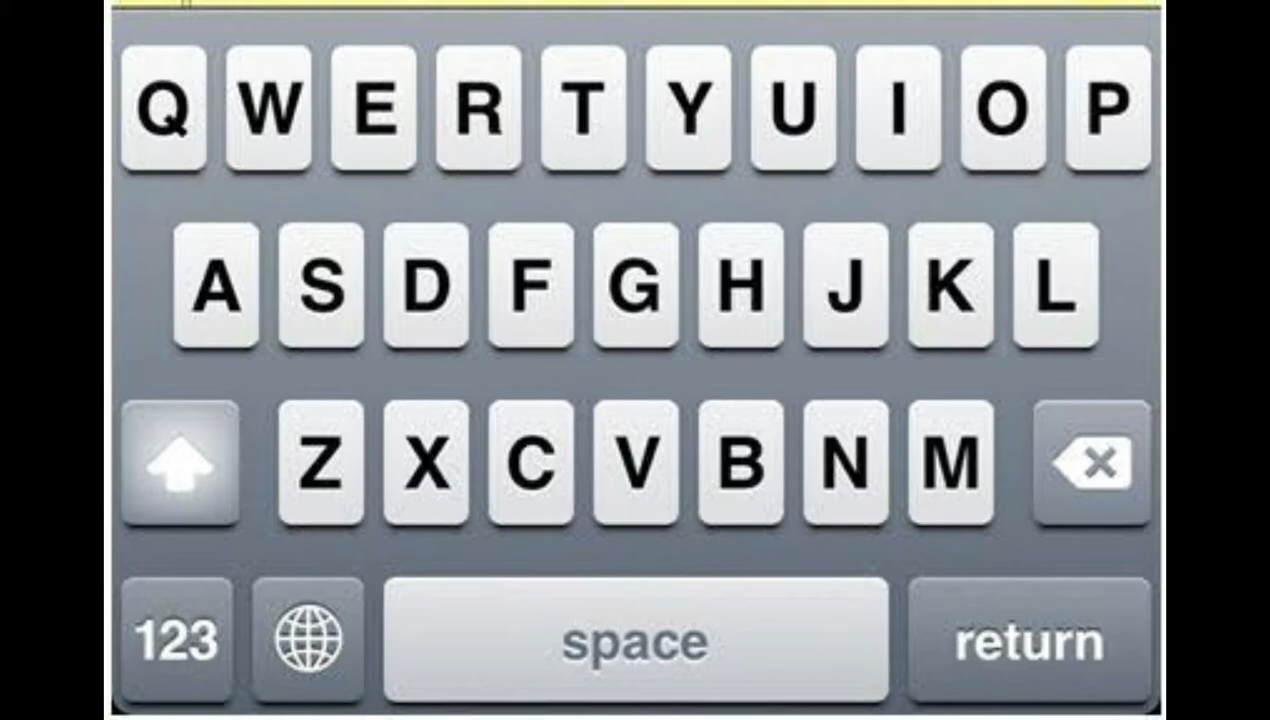 Q W E R T Y U I O P
A S D F G H J K L
Z X C V B N M
123 space return